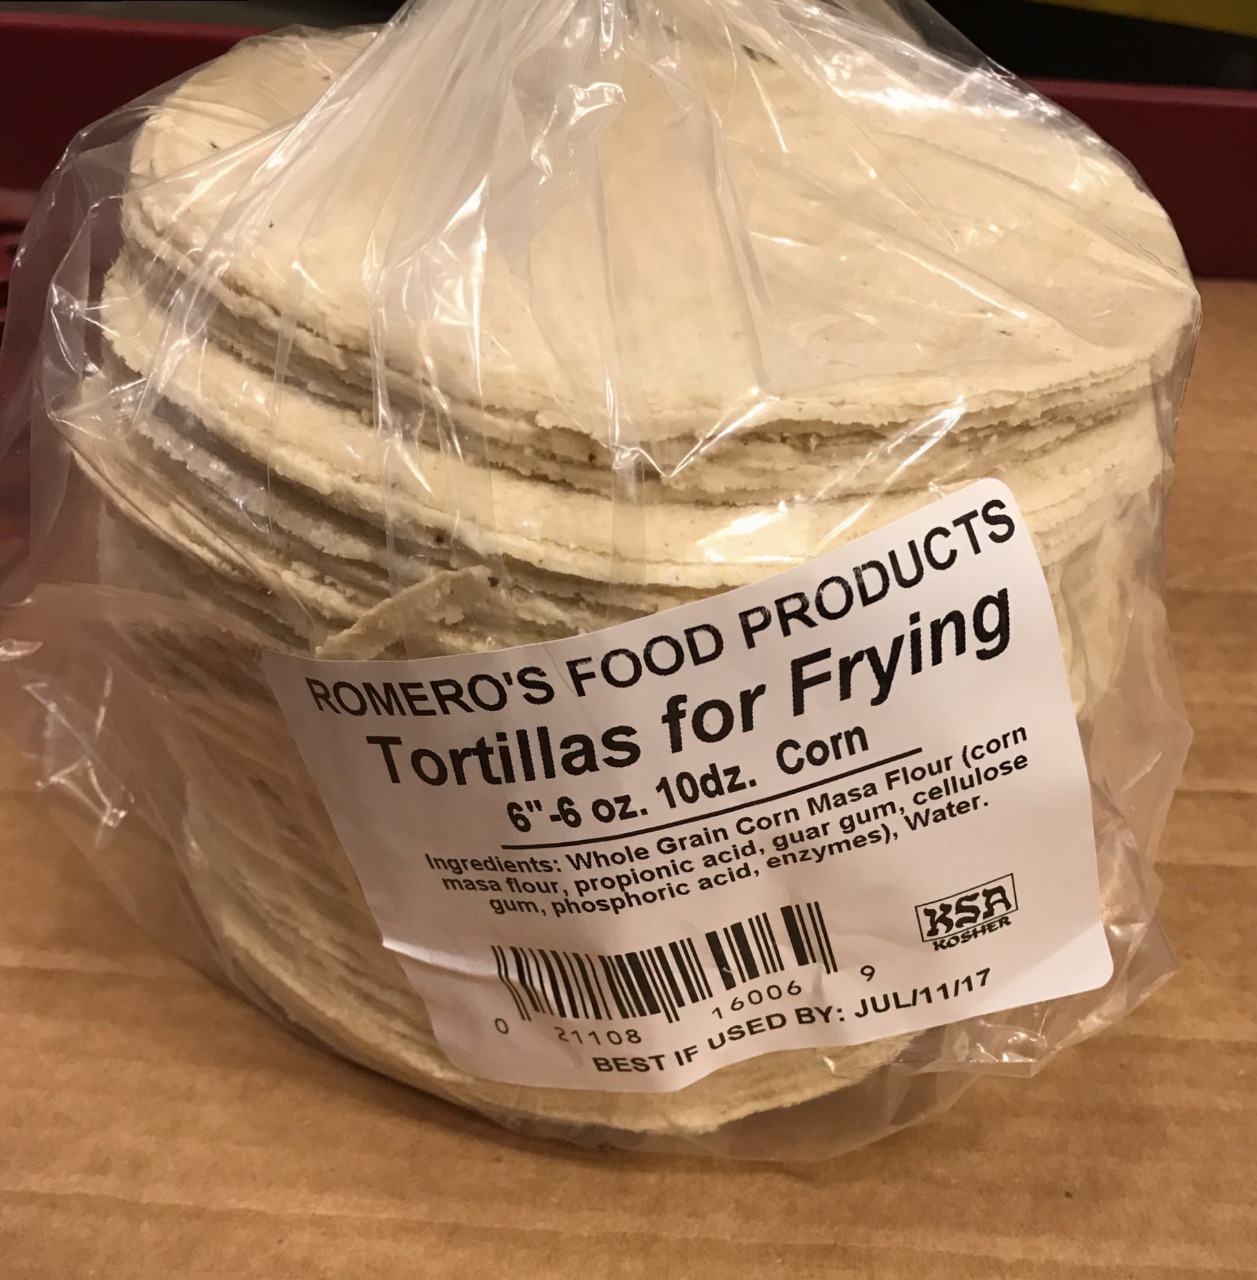 ROMERO'S FOOD PRODUCTS
Tortillas for Frying
6"-6 oz. 10dz. Corn
Ingredients: Whole Grain Corn Masa Flour (corn
masa flour, propionic acid, guar gum, cellulose
gum, phosphoric acid, enzymes), Water.
KSA
KOSHER
0 21108 16006 9
BEST IF USED BY: JUL/11/17